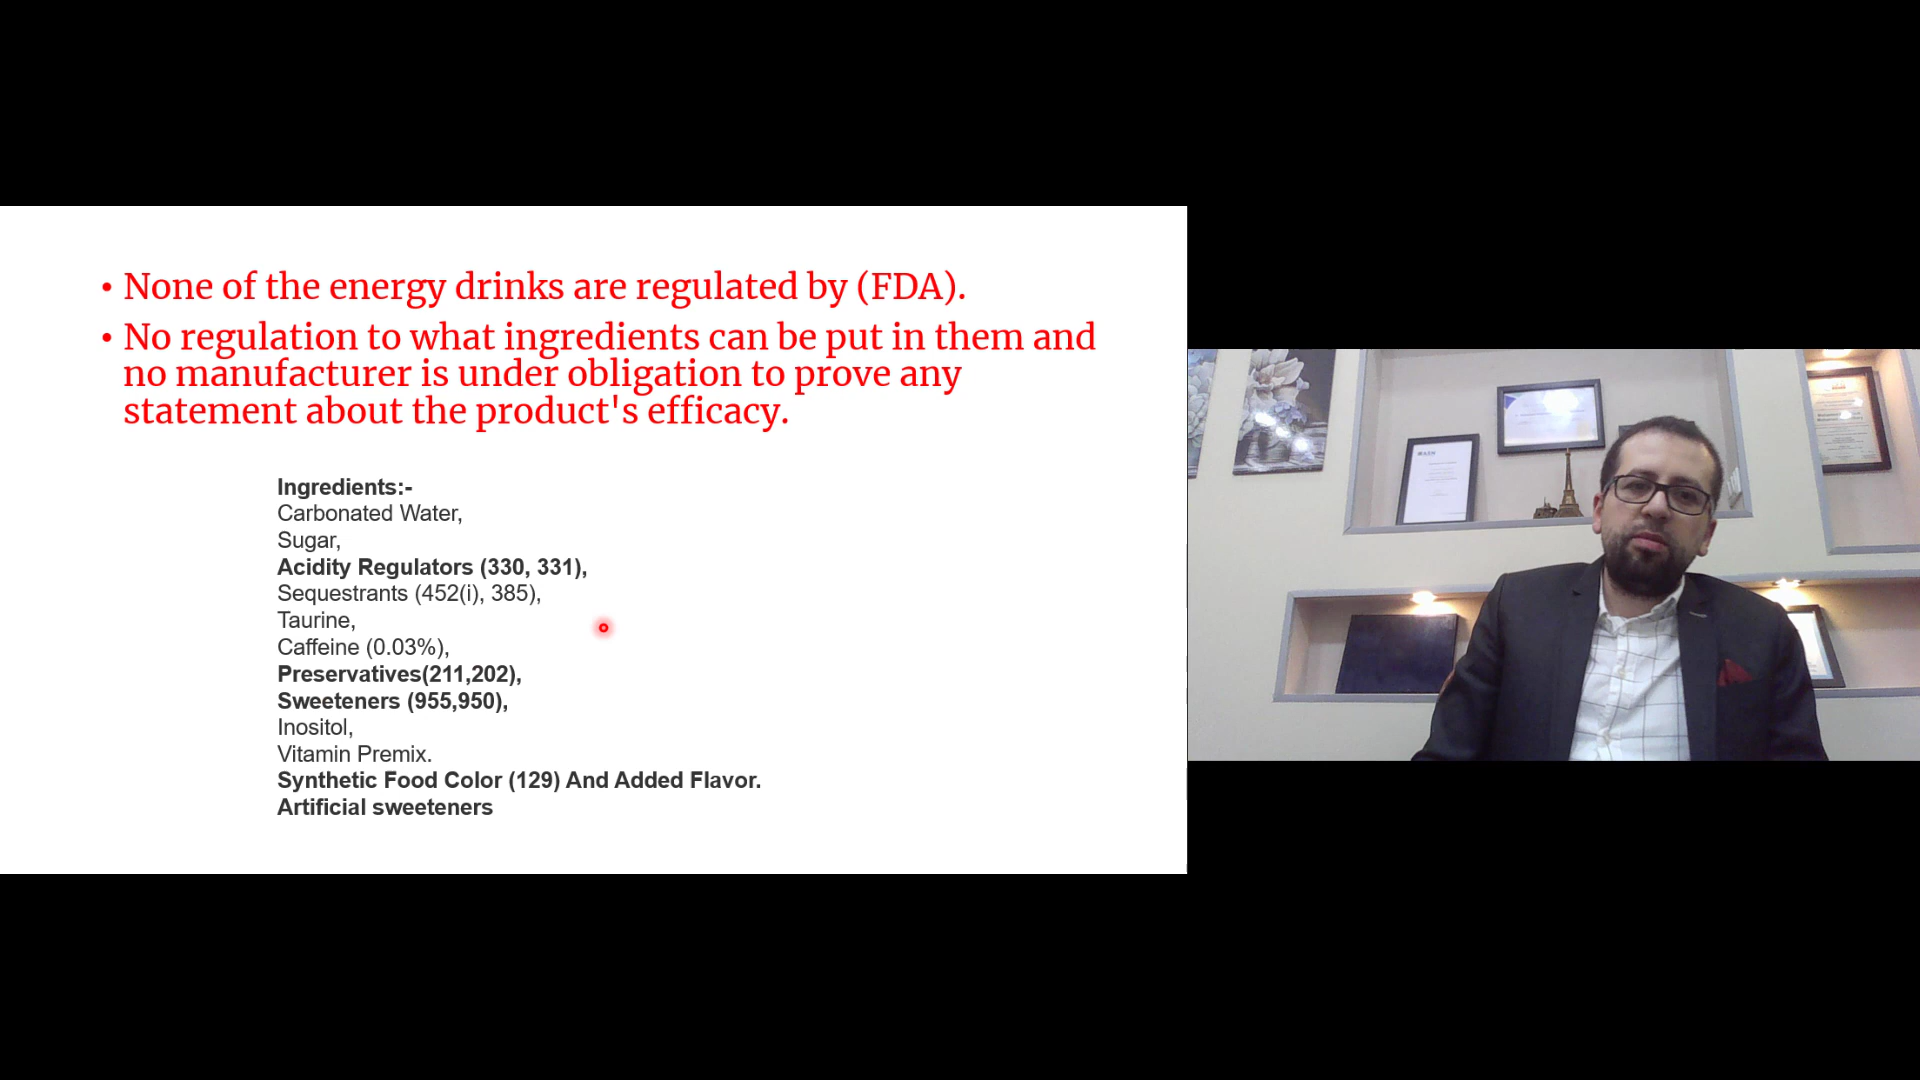 • None of the energy drinks are regulated by (FDA).
• No regulation to what ingredients can be put in them and
no manufacturer is under obligation to prove any
statement about the product's efficacy.
Ingredients:-
Carbonated Water,
Sugar,
Acidity Regulators (330, 331),
Sequestrants (452(i), 385),
Taurine,
Caffeine (0.03%),
Preservatives(211,202),
Sweeteners (955,950),
Inositol,
Vitamin Premix.
Synthetic Food Color (129) And Added Flavor.
Artificial sweeteners